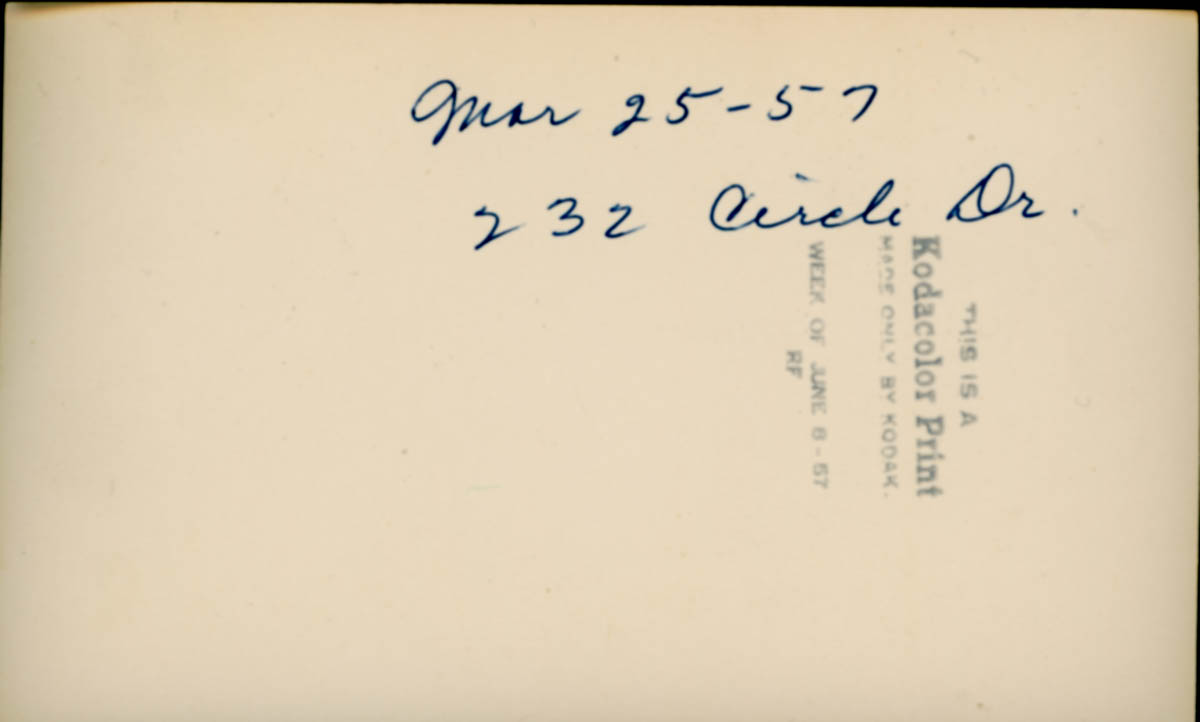 Mar 25-57
232 Circle Dr.
THIS IS A
Kodacolor Print
MADE ONLY BY KODAK.
WEEK OF JUNE 8-57
RF